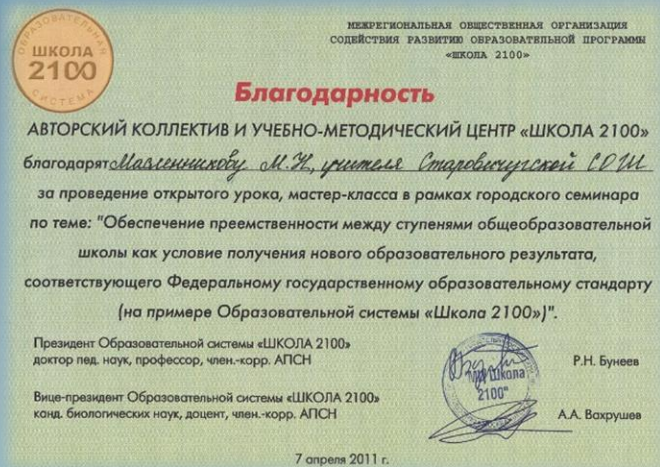 ОБРАЗОВАТЕЛЬНАЯ
ШКОЛА
2100
СИСТЕМА
МЕЖРЕГИОНАЛЬНАЯ ОБЩЕСТВЕННАЯ ОРГАНИЗАЦИЯ
СОДЕЙСТВИЯ РАЗВИТИЮ ОБРАЗОВАТЕЛЬНОЙ ПРОГРАММЫ
«ШКОЛА 2100»
Благодарность
АВТОРСКИЙ КОЛЛЕКТИВ И УЧЕБНО-МЕТОДИЧЕСКИЙ ЦЕНТР «ШКОЛА 2100»
благодарят Масленникову М.Н, учителя Старовичугской СОШ
за проведение открытого урока, мастер-класса в рамках городского семинара
по теме: "Обеспечение преемственности между ступенями общеобразовательной
школы как условие получения нового образовательного результата,
соответствующего Федеральному государственному образовательному стандарту
(на примере Образовательной системы «Школа 2100»)".
Президент Образовательной системы «ШКОЛА 2100»
доктор пед. наук, профессор, член.-корр. АПСН
Р.Н. Бунеев
Школа
2100"
Вице-президент Образовательной системы «ШКОЛА 2100»
канд. биологических наук, доцент, член.-корр. АПСН
А.А. Вахрушев
7 апреля 2011 г.